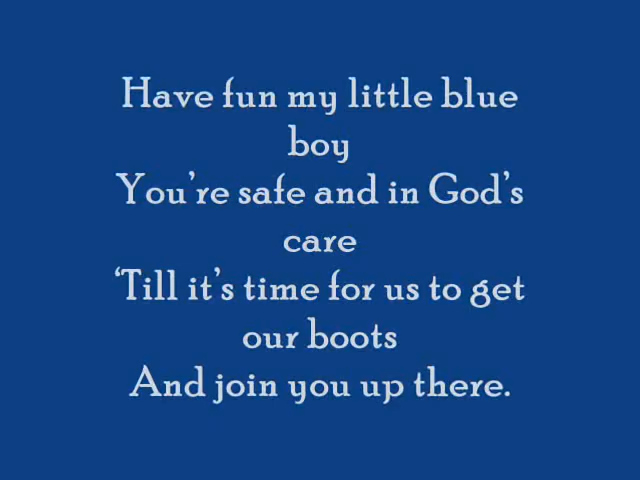 Have fun my little blue
boy
You’re safe and in God’s
care
‘Till it’s time for us to get
our boots
And join you up there.